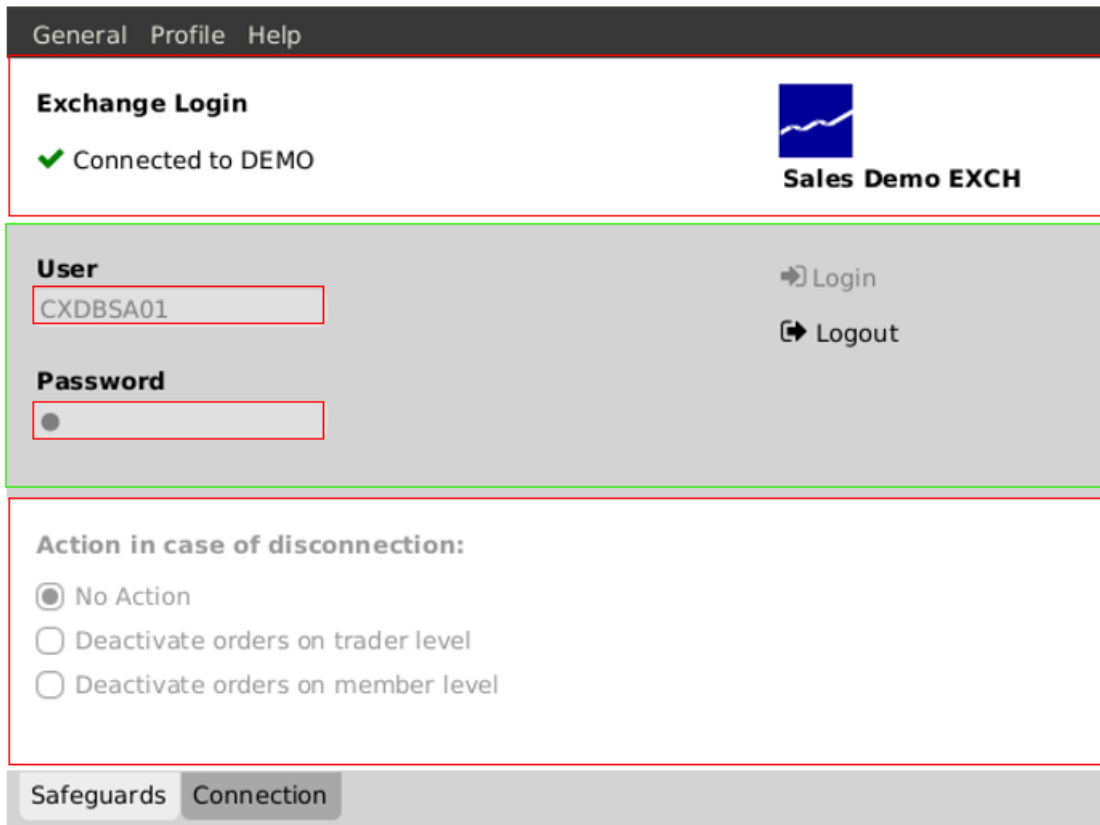 General Profile Help
Exchange Login
Connected to DEMO
Sales Demo EXCH
User
CXDBSA01
Login
Logout
Password
Action in case of disconnection:
No Action
Deactivate orders on trader level
Deactivate orders on member level
Safeguards Connection